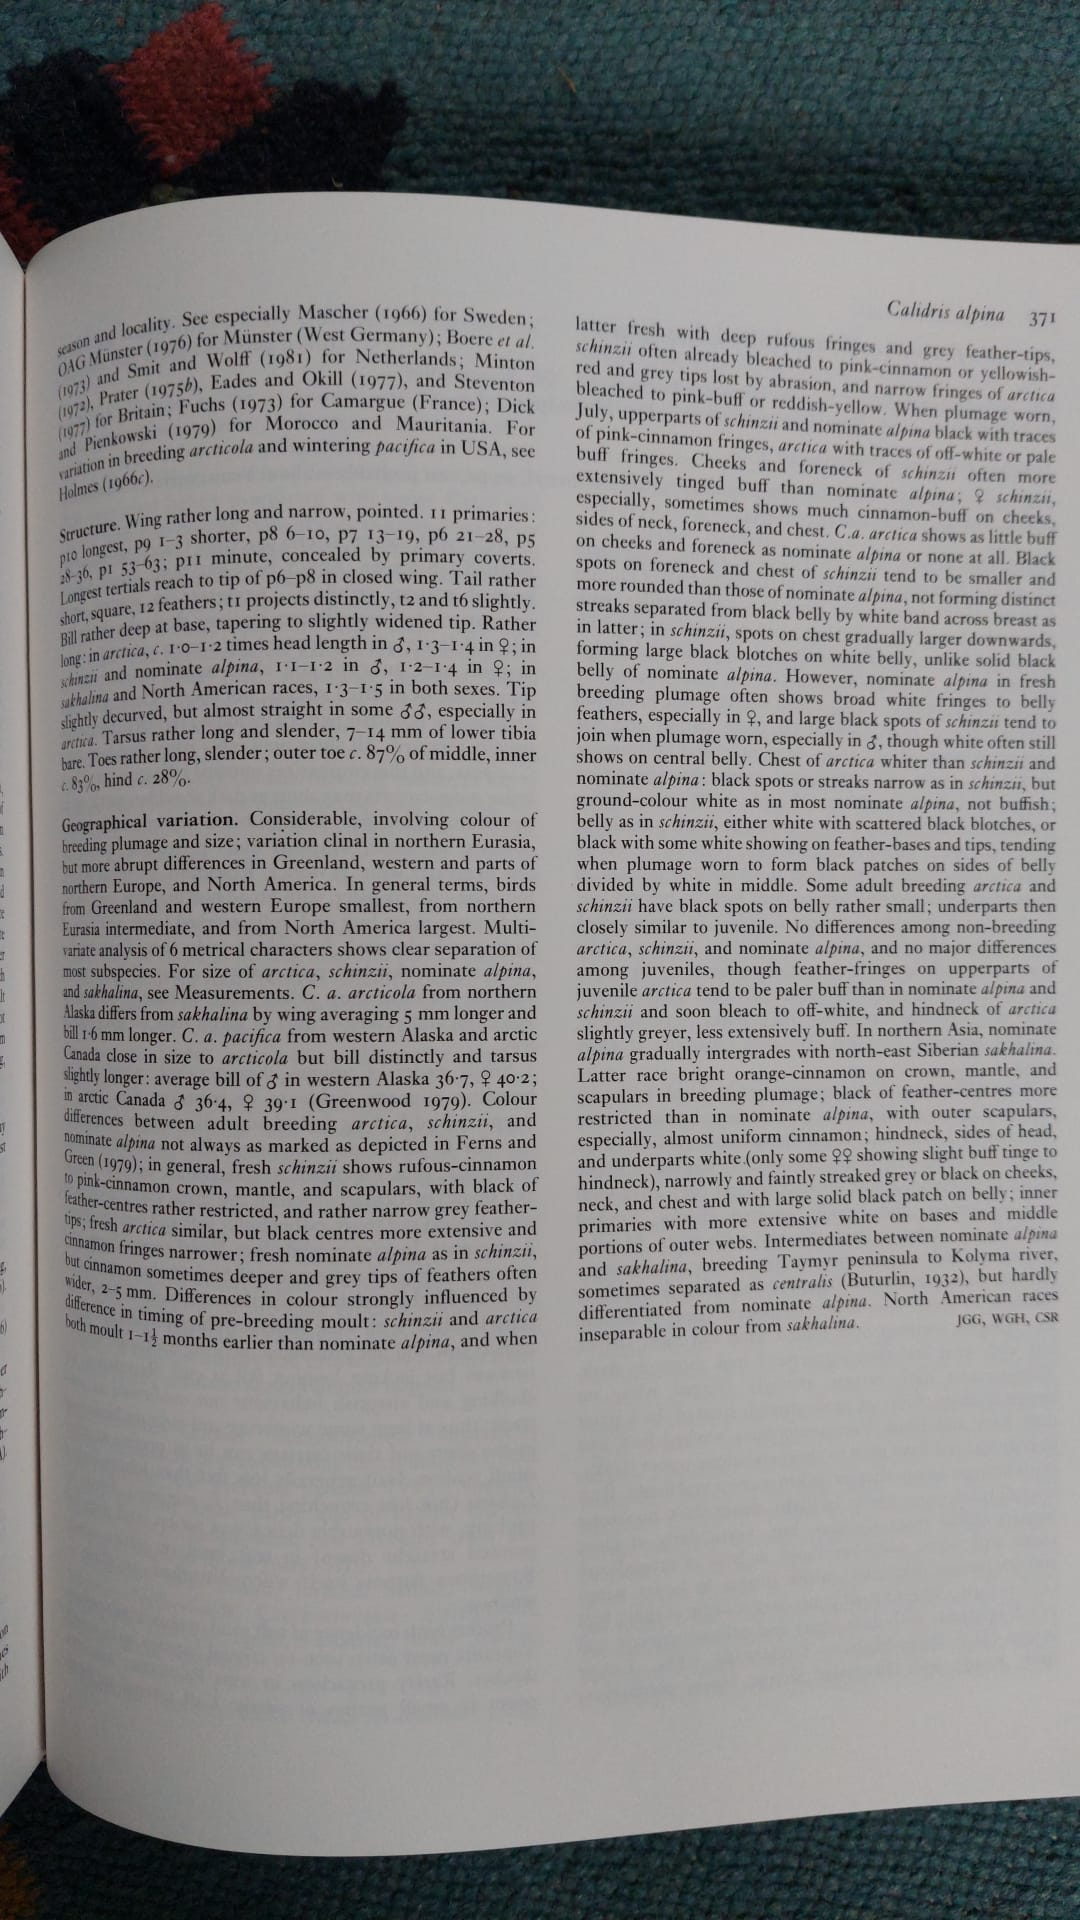 Calidris alpina 371
season and locality. See especially Mascher (1966) for Sweden;
OAG Münster (1976) for Münster (West Germany); Boere et al.
(1973) and Smit and Wolff (1981) for Netherlands; Minton
(1972), Prater (1975b), Eades and Okill (1977), and Steventon
(1977) for Britain; Fuchs (1973) for Camargue (France); Dick
and Pienkowski (1979) for Morocco and Mauritania. For
variation in breeding arcticola and wintering pacifica in USA, see
Holmes (1966c).
Structure. Wing rather long and narrow, pointed. 11 primaries:
p10 longest, p9 1–3 shorter, p8 6–10, p7 13–19, p6 21–28, p5
28–36, p1 53–63; p11 minute, concealed by primary coverts.
Longest tertials reach to tip of p6–p8 in closed wing. Tail rather
short, square, 12 feathers; t1 projects distinctly, t2 and t6 slightly.
Bill rather deep at base, tapering to slightly widened tip. Rather
long: in arctica, c. 1·0–1·2 times head length in ♂, 1·3–1·4 in ♀; in
schinzii and nominate alpina, 1·1–1·2 in ♂, 1·2–1·4 in ♀; in
sakhalina and North American races, 1·3–1·5 in both sexes. Tip
slightly decurved, but almost straight in some ♂♂, especially in
arctica. Tarsus rather long and slender, 7–14 mm of lower tibia
bare. Toes rather long, slender; outer toe c. 87% of middle, inner
c. 83%, hind c. 28%.
Geographical variation. Considerable, involving colour of
breeding plumage and size; variation clinal in northern Eurasia,
but more abrupt differences in Greenland, western and parts of
northern Europe, and North America. In general terms, birds
from Greenland and western Europe smallest, from northern
Eurasia intermediate, and from North America largest. Multi-
variate analysis of 6 metrical characters shows clear separation of
most subspecies. For size of arctica, schinzii, nominate alpina,
and sakhalina, see Measurements. C. a. arcticola from northern
Alaska differs from sakhalina by wing averaging 5 mm longer and
bill 1·6 mm longer. C. a. pacifica from western Alaska and arctic
Canada close in size to arcticola but bill distinctly and tarsus
slightly longer: average bill of ♂ in western Alaska 36·7, ♀ 40·2;
in arctic Canada ♂ 36·4, ♀ 39·1 (Greenwood 1979). Colour
differences between adult breeding arctica, schinzii, and
nominate alpina not always as marked as depicted in Ferns and
Green (1979); in general, fresh schinzii shows rufous-cinnamon
to pink-cinnamon crown, mantle, and scapulars, with black of
feather-centres rather restricted, and rather narrow grey feather-
tips; fresh arctica similar, but black centres more extensive and
cinnamon fringes narrower; fresh nominate alpina as in schinzii,
but cinnamon sometimes deeper and grey tips of feathers often
wider, 2–5 mm. Differences in colour strongly influenced by
difference in timing of pre-breeding moult: schinzii and arctica
both moult 1–1½ months earlier than nominate alpina, and when
latter fresh with deep rufous fringes and grey feather-tips,
schinzii often already bleached to pink-cinnamon or yellowish-
red and grey tips lost by abrasion, and narrow fringes of arctica
bleached to pink-buff or reddish-yellow. When plumage worn,
July, upperparts of schinzii and nominate alpina black with traces
of pink-cinnamon fringes, arctica with traces of off-white or pale
buff fringes. Cheeks and foreneck of schinzii often more
extensively tinged buff than nominate alpina; ♀ schinzii,
especially, sometimes shows much cinnamon-buff on cheeks,
sides of neck, foreneck, and chest. C.a. arctica shows as little buff
on cheeks and foreneck as nominate alpina or none at all. Black
spots on foreneck and chest of schinzii tend to be smaller and
more rounded than those of nominate alpina, not forming distinct
streaks separated from black belly by white band across breast as
in latter; in schinzii, spots on chest gradually larger downwards,
forming large black blotches on white belly, unlike solid black
belly of nominate alpina. However, nominate alpina in fresh
breeding plumage often shows broad white fringes to belly
feathers, especially in ♀, and large black spots of schinzii tend to
join when plumage worn, especially in ♂, though white often still
shows on central belly. Chest of arctica whiter than schinzii and
nominate alpina: black spots or streaks narrow as in schinzii, but
ground-colour white as in most nominate alpina, not buffish;
belly as in schinzii, either white with scattered black blotches, or
black with some white showing on feather-bases and tips, tending
when plumage worn to form black patches on sides of belly
divided by white in middle. Some adult breeding arctica and
schinzii have black spots on belly rather small; underparts then
closely similar to juvenile. No differences among non-breeding
arctica, schinzii, and nominate alpina, and no major differences
among juveniles, though feather-fringes on upperparts of
juvenile arctica tend to be paler buff than in nominate alpina and
schinzii and soon bleach to off-white, and hindneck of arctica
slightly greyer, less extensively buff. In northern Asia, nominate
alpina gradually intergrades with north-east Siberian sakhalina.
Latter race bright orange-cinnamon on crown, mantle, and
scapulars in breeding plumage; black of feather-centres more
restricted than in nominate alpina, with outer scapulars,
especially, almost uniform cinnamon; hindneck, sides of head,
and underparts white (only some ♀♀ showing slight buff tinge to
hindneck), narrowly and faintly streaked grey or black on cheeks,
neck, and chest and with large solid black patch on belly; inner
primaries with more extensive white on bases and middle
portions of outer webs. Intermediates between nominate alpina
and sakhalina, breeding Taymyr peninsula to Kolyma river,
sometimes separated as centralis (Buturlin, 1932), but hardly
differentiated from nominate alpina. North American races
inseparable in colour from sakhalina. JGG, WGH, CSR